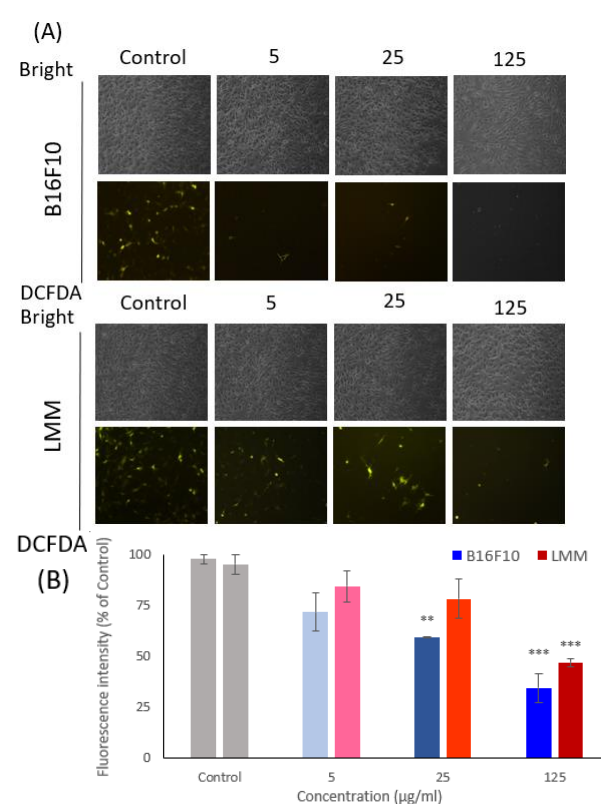 (A)
Bright
Control 5 25 125
B16F10
DCFDA
Bright
Control 5 25 125
LMM
DCFDA
(B)
B16F10 LMM
Fluorescence intensity (% of Control)
100
75
50
25
0
**
***
***
Control 5 25 125
Concentration (µg/ml)